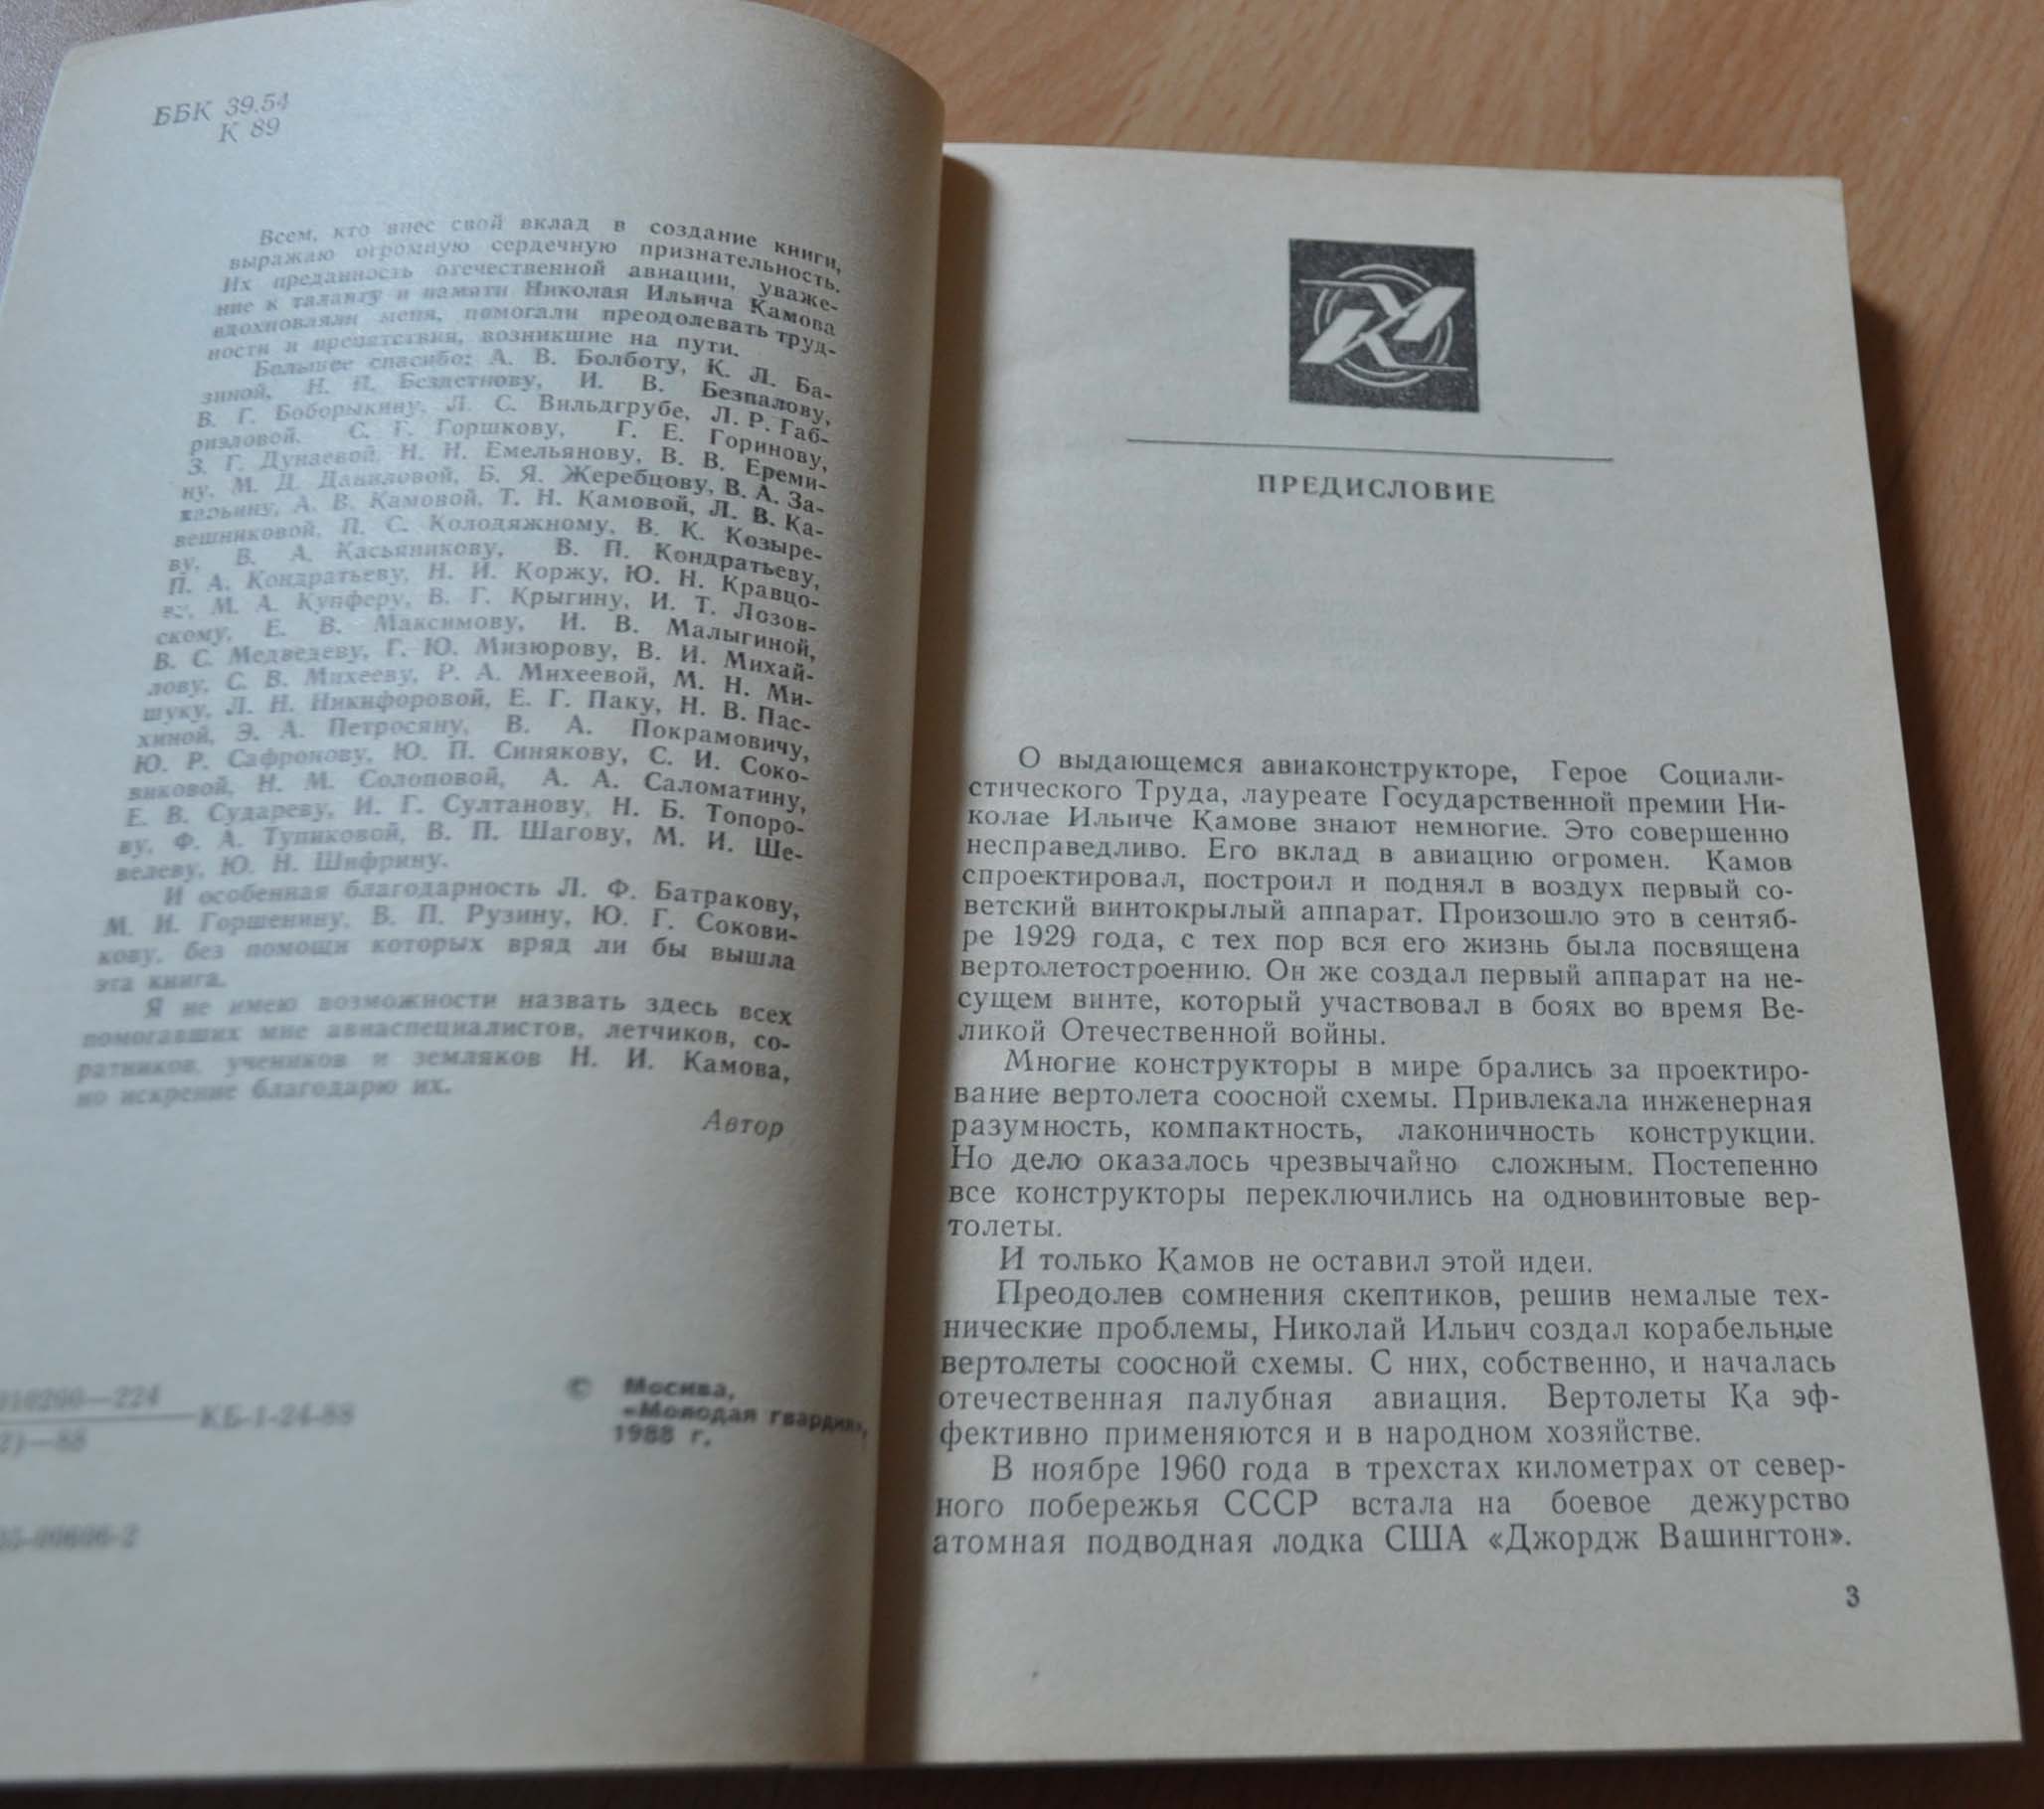 ББК 39.54
К 89
Всем, кто внес свой вклад в создание книги,
выражаю огромную сердечную признательность.
Их преданность отечественной авиации, уваже-
ние к таланту и памяти Николая Ильича Камова
вдохновляли меня, помогали преодолевать труд-
ности и препятствия, возникшие на пути.
Большое спасибо: А. В. Болботу, К. Л. Ба-
зиной, Н. П. Бездетнову, И. В. Безпалову,
В. Г. Боборыкину, Л. С. Вильдгрубе, Л. Р. Габ-
риэловой, С. Г. Горшкову, Г. Е. Горинову,
З. Г. Дунаевой, Н. Н. Емельянову, В. В. Ереми-
ну, М. Д. Даниловой, Б. Я. Жеребцову, В. А. За-
харьину, А. В. Камовой, Т. Н. Камовой, Л. В. Ка-
вешниковой, П. С. Колодяжному, В. К. Козыре-
ву, В. А. Касьяникову, В. П. Кондратьеву,
П. А. Кондратьеву, Н. И. Коржу, Ю. Н. Кравцо-
ву, М. А. Купферу, В. Г. Крыгину, И. Т. Лозов-
скому, Е. В. Максимову, И. В. Малыгиной,
В. С. Медведеву, Г. Ю. Мизюрову, В. И. Михай-
лову, С. В. Михееву, Р. А. Михеевой, М. Н. Ми-
шуку, Л. Н. Никифоровой, Е. Г. Паку, Н. В. Пас-
хиной, Э. А. Петросяну, В. А. Покрамовичу,
Ю. Р. Сафронову, Ю. П. Синякову, С. И. Соко-
виковой, Н. М. Солоповой, А. А. Саломатину,
Е. В. Судареву, И. Г. Султанову, Н. Б. Топоро-
ву, Ф. А. Тупиковой, В. П. Шагову, М. И. Ше-
велеву, Ю. Н. Шифрину.
И особенная благодарность Л. Ф. Батракову,
М. И. Горшенину, В. П. Рузину, Ю. Г. Сокови-
кову, без помощи которых вряд ли бы вышла
эта книга.
Я не имею возможности назвать здесь всех
помогавших мне авиаспециалистов, летчиков, со-
ратников, учеников и земляков Н. И. Камова,
но искренне благодарю их.
Автор
—224
КБ-1-24-88
2)—88
© Москва,
«Молодая гвардия»,
1988 г.
ПРЕДИСЛОВИЕ
О выдающемся авиаконструкторе, Герое Социали-
стического Труда, лауреате Государственной премии Ни-
колае Ильиче Камове знают немногие. Это совершенно
несправедливо. Его вклад в авиацию огромен. Камов
спроектировал, построил и поднял в воздух первый со-
ветский винтокрылый аппарат. Произошло это в сентяб-
ре 1929 года, с тех пор вся его жизнь была посвящена
вертолетостроению. Он же создал первый аппарат на не-
сущем винте, который участвовал в боях во время Ве-
ликой Отечественной войны.
Многие конструкторы в мире брались за проектиро-
вание вертолета соосной схемы. Привлекала инженерная
разумность, компактность, лаконичность конструкции.
Но дело оказалось чрезвычайно сложным. Постепенно
все конструкторы переключились на одновинтовые вер-
толеты.
И только Камов не оставил этой идеи.
Преодолев сомнения скептиков, решив немалые тех-
нические проблемы, Николай Ильич создал корабельные
вертолеты соосной схемы. С них, собственно, и началась
отечественная палубная авиация. Вертолеты Ка эф-
фективно применяются и в народном хозяйстве.
В ноябре 1960 года в трехстах километрах от север-
ного побережья СССР встала на боевое дежурство
атомная подводная лодка США «Джордж Вашингтон».
3